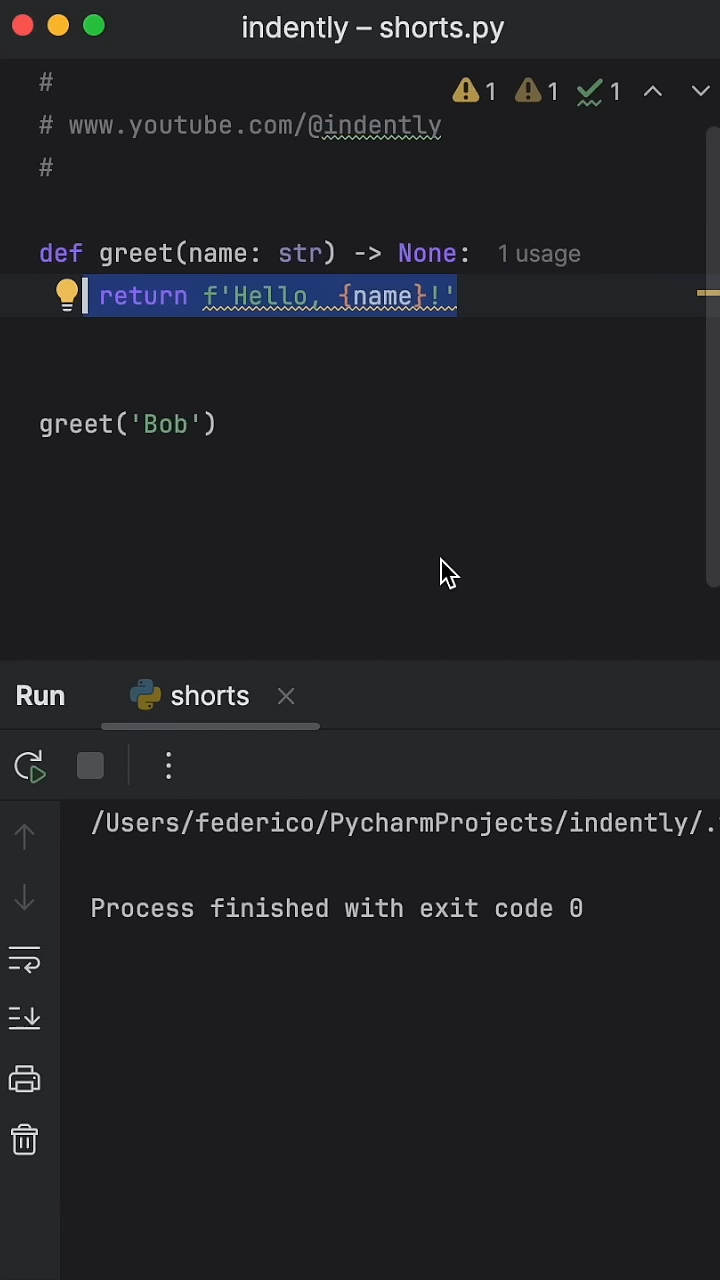 indently – shorts.py
#
1 1 1
# www.youtube.com/@indently
#
def greet(name: str) -> None: 1 usage
return f'Hello, {name}!'
greet('Bob')
Run shorts
/Users/federico/PycharmProjects/indently/.
Process finished with exit code 0